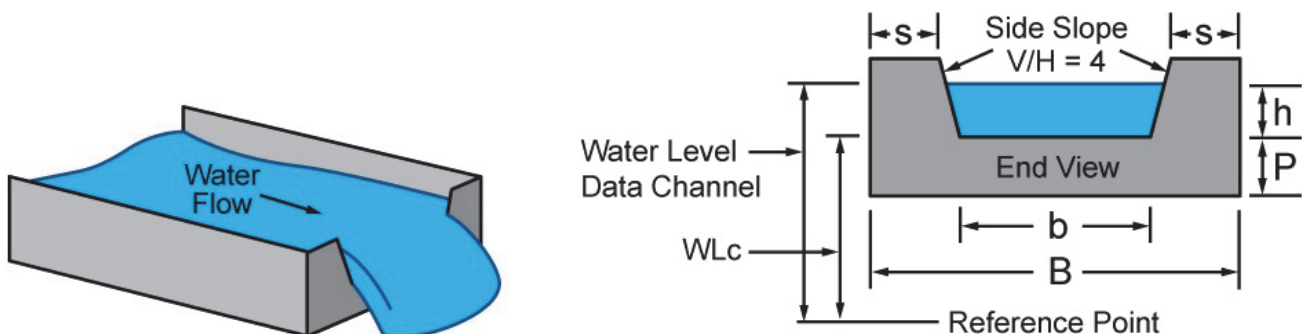 Water
Flow
s
Side Slope
V/H = 4
s
Water Level
Data Channel
WLc
h
End View
P
b
B
Reference Point